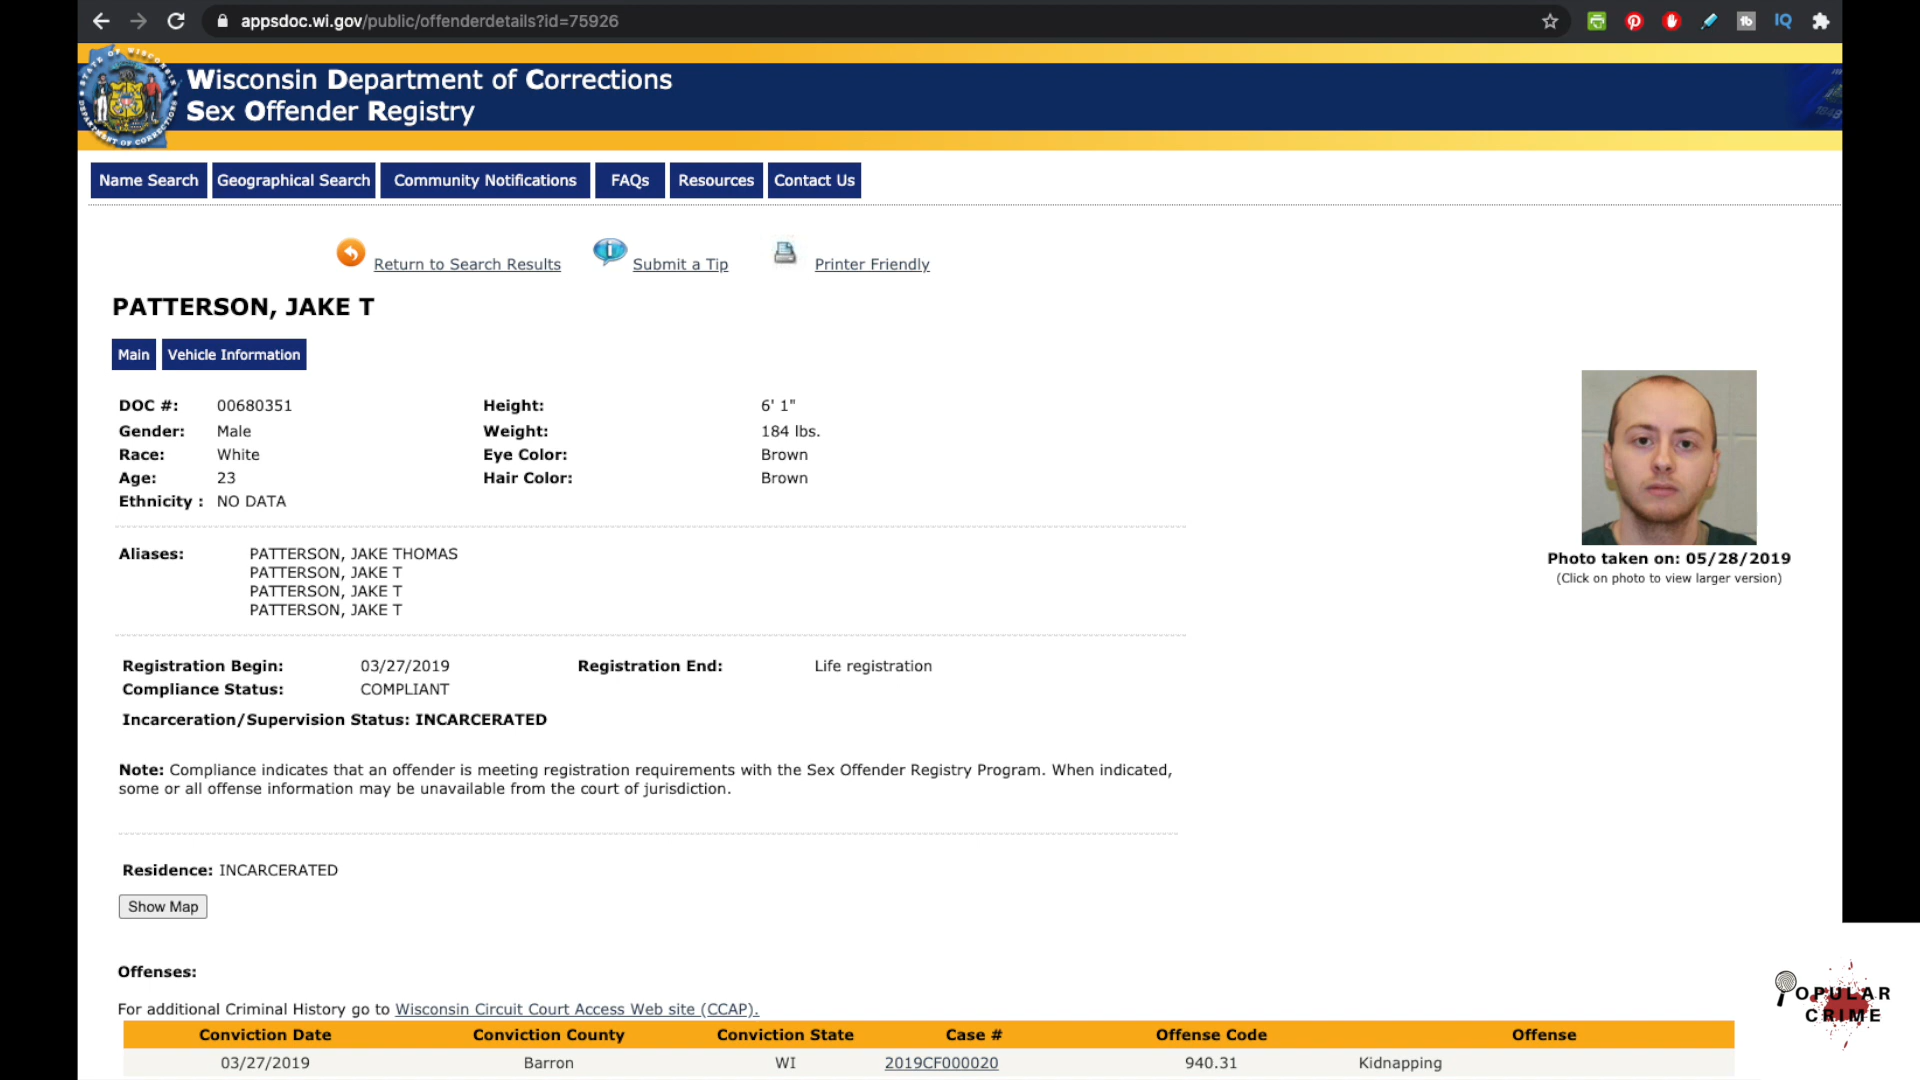 appsdoc.wi.gov/public/offenderdetails?id=75926
Wisconsin Department of Corrections
Sex Offender Registry
Name Search Geographical Search Community Notifications FAQs Resources Contact Us
Return to Search Results Submit a Tip Printer Friendly
PATTERSON, JAKE T
Main Vehicle Information
DOC #: 00680351 Height: 6' 1"
Gender: Male Weight: 184 lbs.
Race: White Eye Color: Brown
Age: 23 Hair Color: Brown
Ethnicity : NO DATA
Photo taken on: 05/28/2019
(Click on photo to view larger version)
Aliases: PATTERSON, JAKE THOMAS
PATTERSON, JAKE T
PATTERSON, JAKE T
PATTERSON, JAKE T
Registration Begin: 03/27/2019 Registration End: Life registration
Compliance Status: COMPLIANT
Incarceration/Supervision Status: INCARCERATED
Note: Compliance indicates that an offender is meeting registration requirements with the Sex Offender Registry Program. When indicated,
some or all offense information may be unavailable from the court of jurisdiction.
Residence: INCARCERATED
Show Map
Offenses:
For additional Criminal History go to Wisconsin Circuit Court Access Web site (CCAP).
Conviction Date Conviction County Conviction State Case # Offense Code Offense
03/27/2019 Barron WI 2019CF000020 940.31 Kidnapping
POPULAR
CRIME